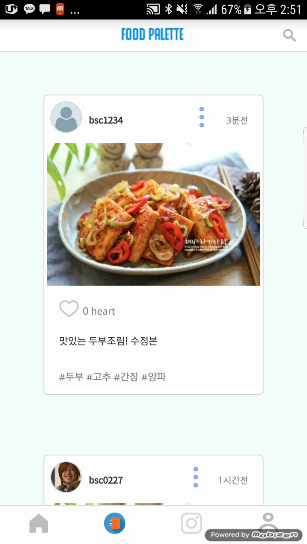 67% 오후 2:51
FOOD PALETTE
bsc1234 3분전
0 heart
맛있는 두부조림! 수정본
#두부 #고추 #간장 #양파
bsc0227 1시간전
Powered by